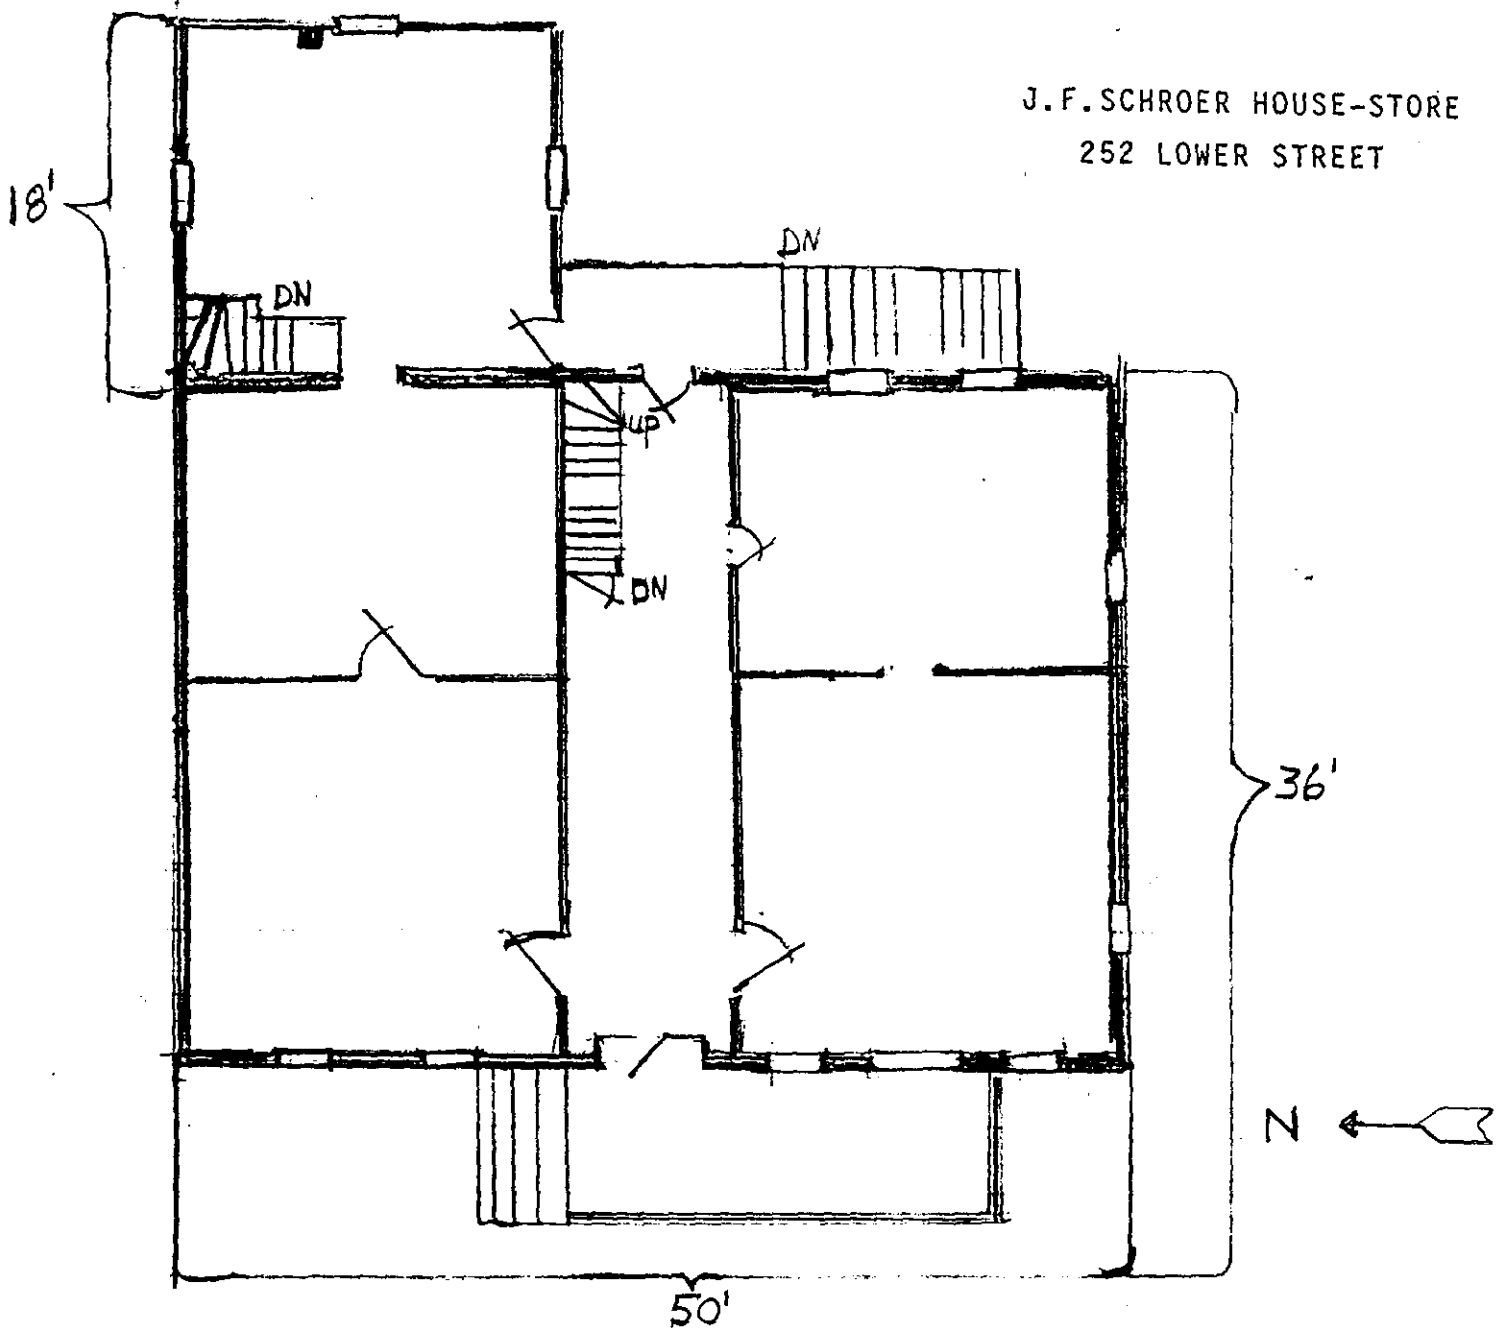 J.F.SCHROER HOUSE-STORE
252 LOWER STREET
18'
DN
DN
UP
DN
36'
N
50'